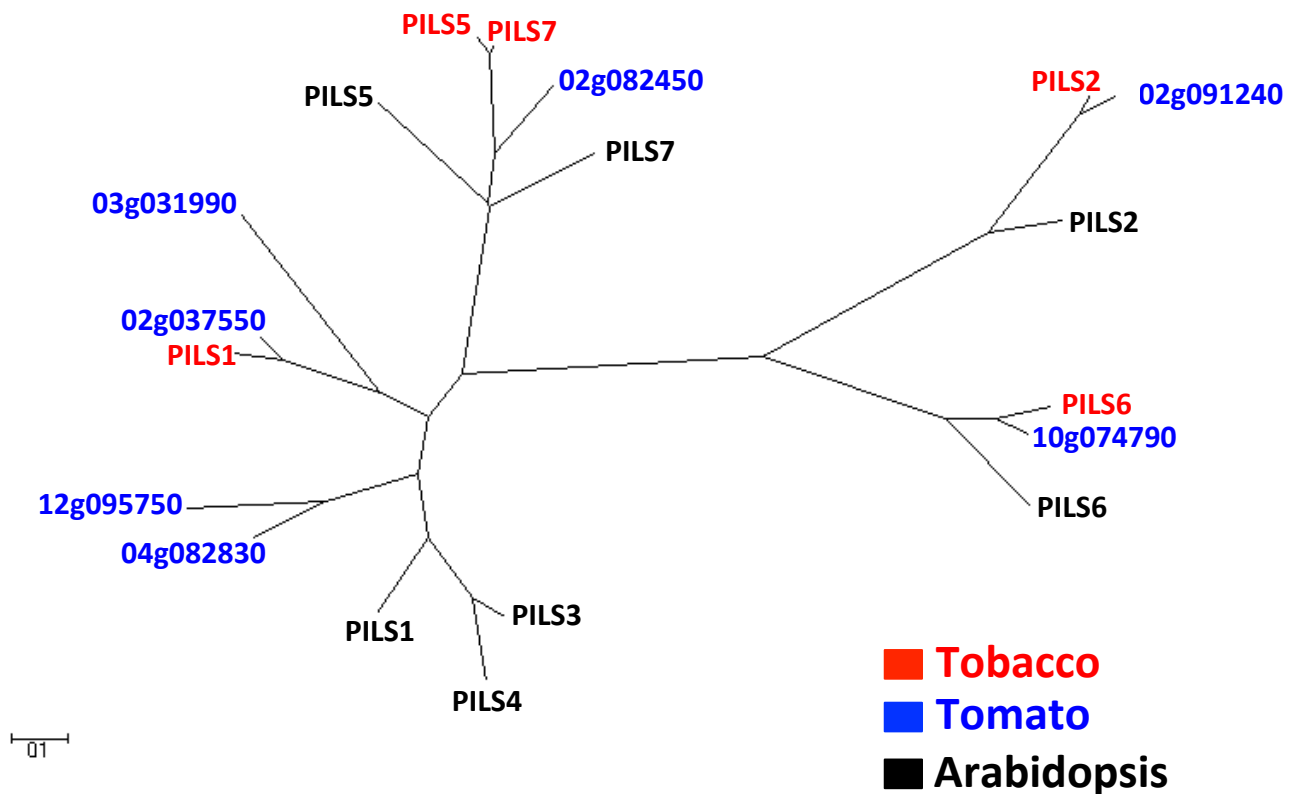 PILS5 PILS7
02g082450
PILS2
02g091240
PILS5
PILS7
03g031990
PILS2
02g037550
PILS1
PILS6
10g074790
12g095750
PILS6
04g082830
PILS3
PILS1
PILS4
Tobacco
Tomato
Arabidopsis
01